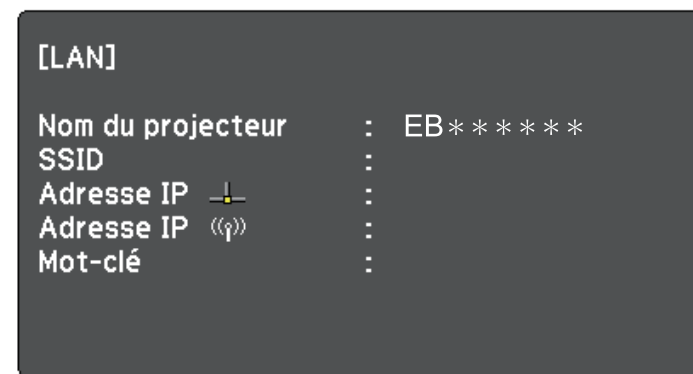 [LAN]
Nom du projecteur : EB******
SSID :
Adresse IP :
Adresse IP :
Mot-clé :